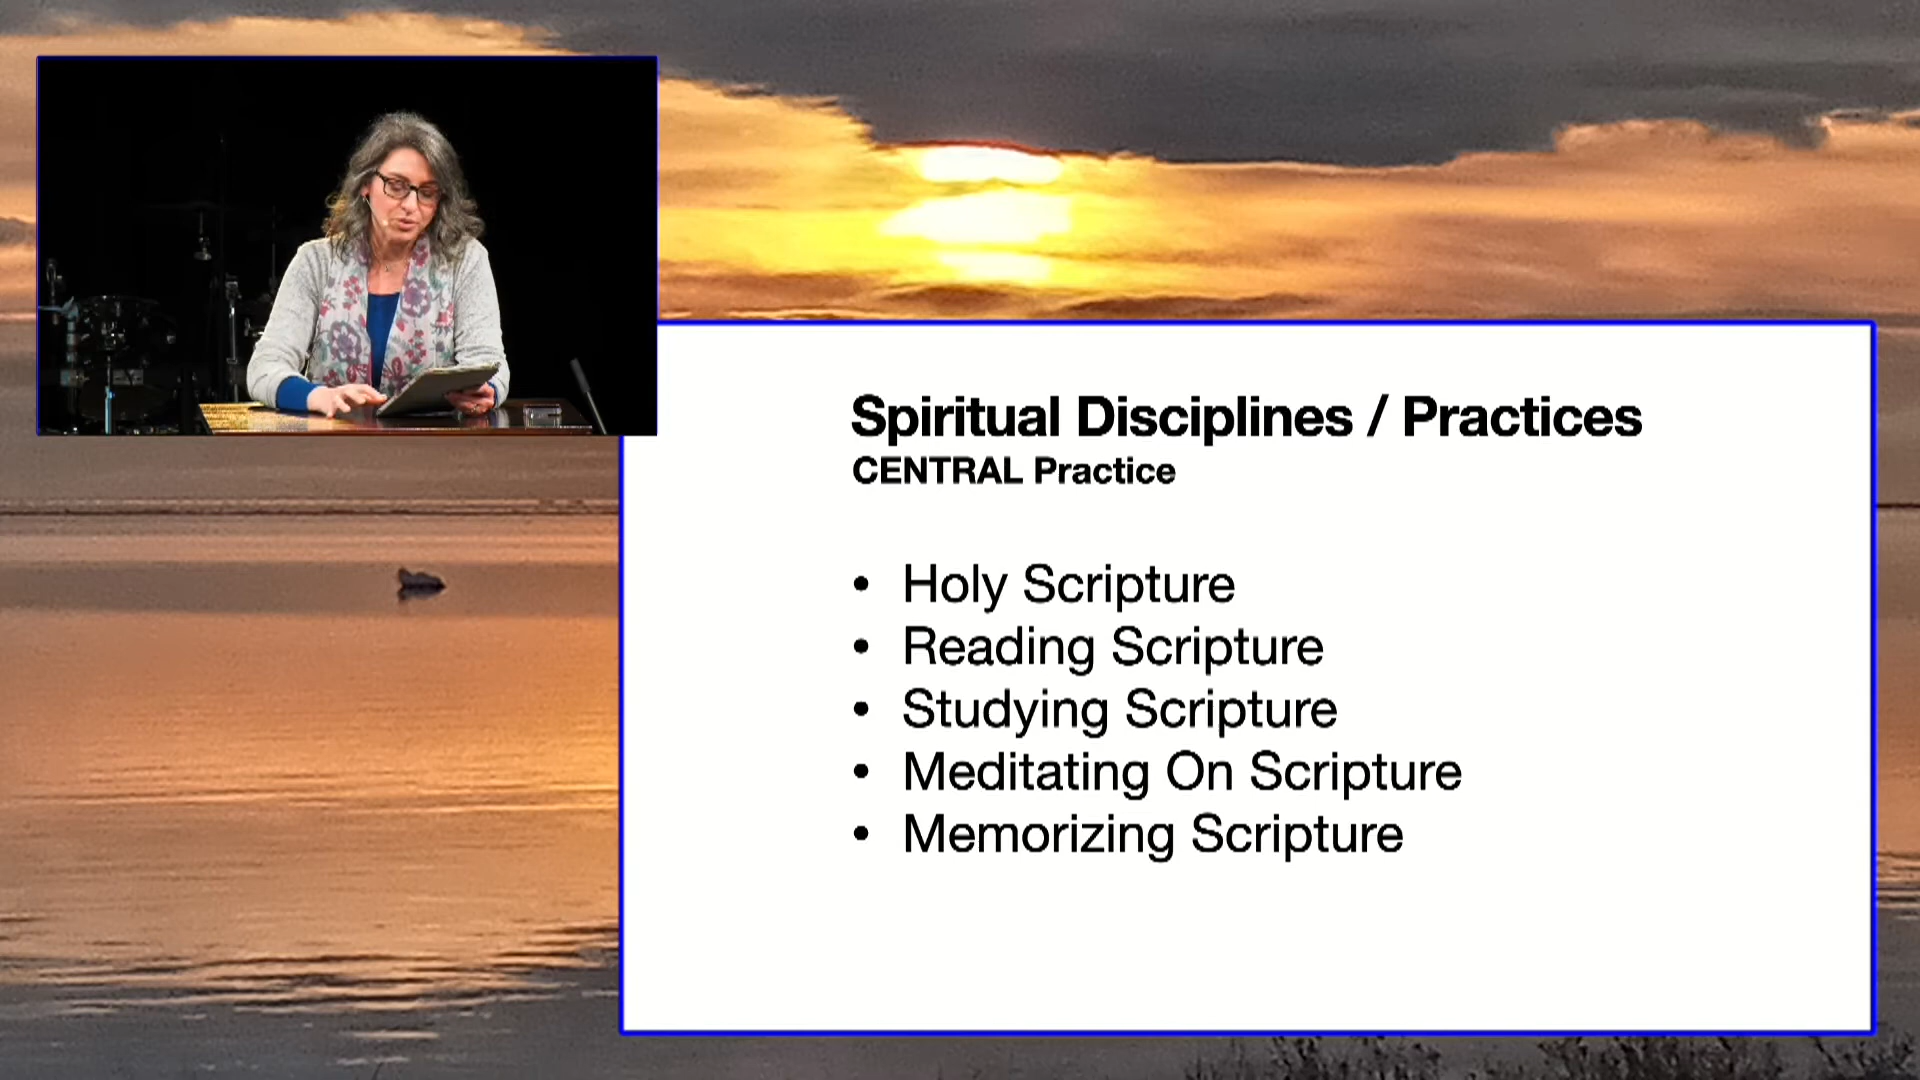 Spiritual Disciplines / Practices
CENTRAL Practice
• Holy Scripture
• Reading Scripture
• Studying Scripture
• Meditating On Scripture
• Memorizing Scripture